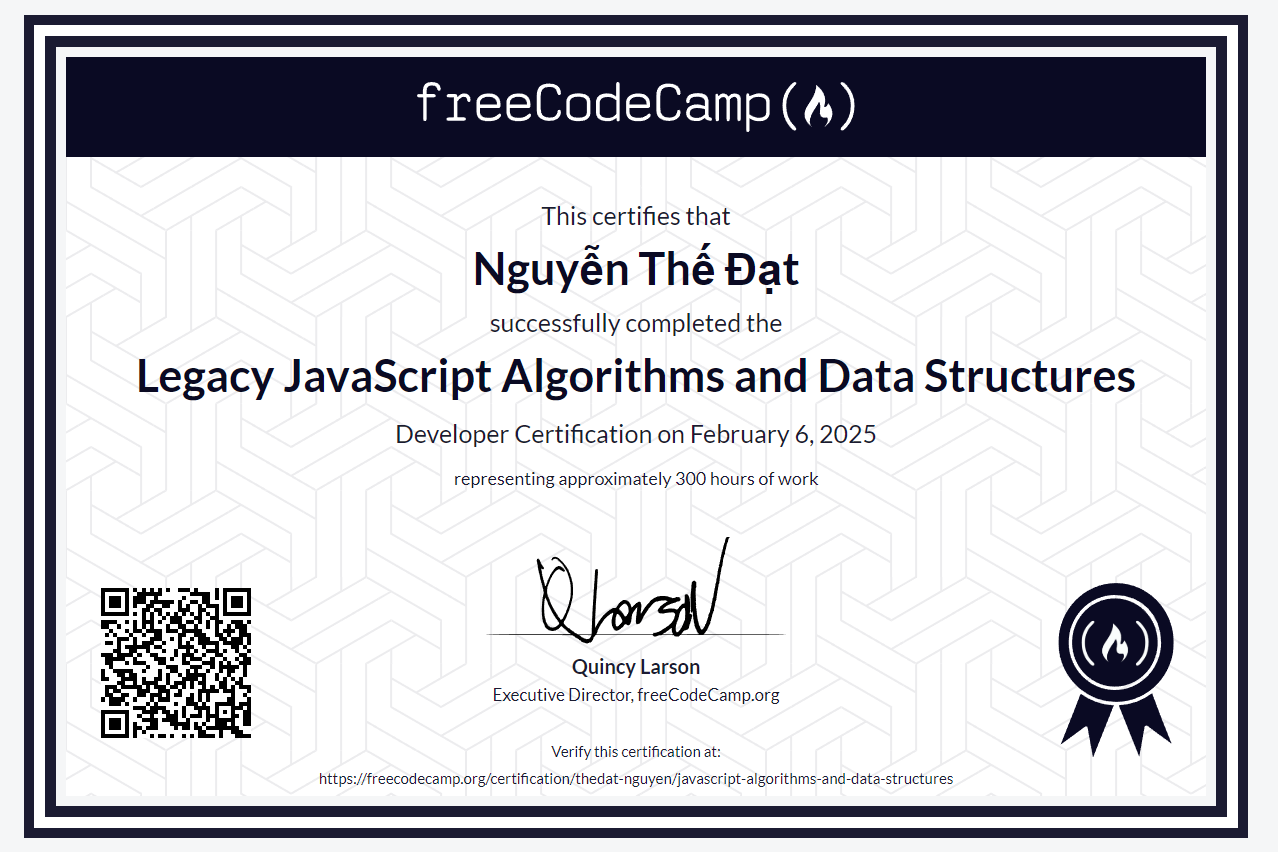 freeCodeCamp
This certifies that
Nguyễn Thế Đạt
successfully completed the
Legacy JavaScript Algorithms and Data Structures
Developer Certification on February 6, 2025
representing approximately 300 hours of work
Q Larson
Quincy Larson
Executive Director, freeCodeCamp.org
Verify this certification at:
https://freecodecamp.org/certification/thedat-nguyen/javascript-algorithms-and-data-structures